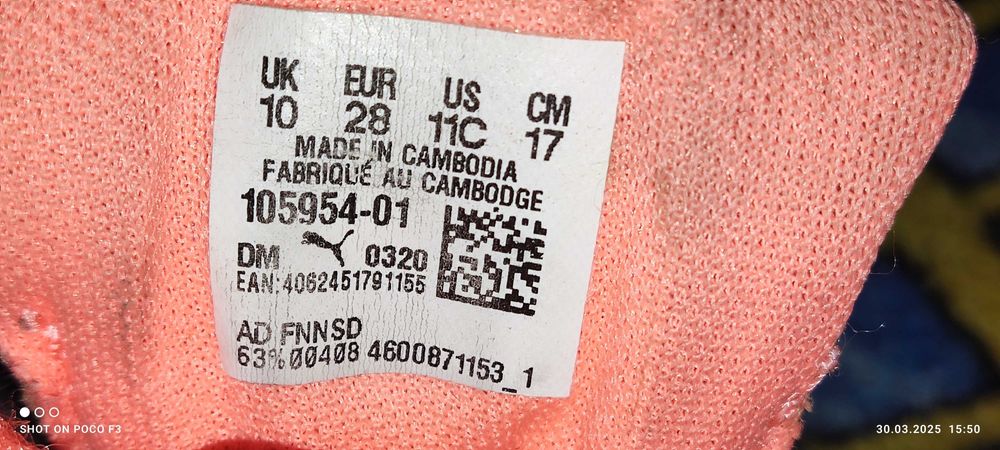 UK EUR US CM
10 28 11C 17
MADE IN CAMBODIA
FABRIQUÉ AU CAMBODGE
105954-01
DM 0320
EAN:4062451791155
AD FNNSD
63% 00408 4600871153_1
SHOT ON POCO F3
30.03.2025 15:50